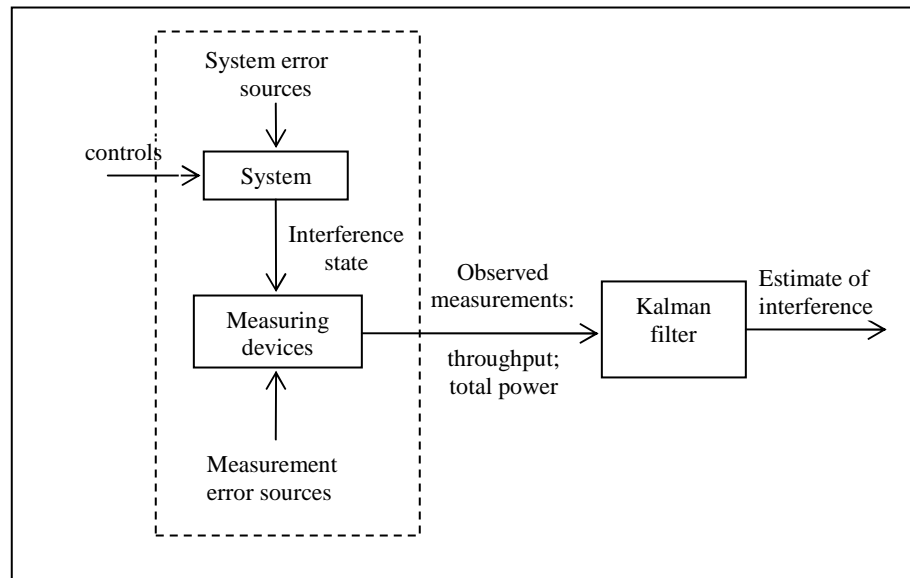 System error
sources
controls
System
Interference
state
Measuring
devices
Measurement
error sources
Observed
measurements:
throughput;
total power
Kalman
filter
Estimate of
interference